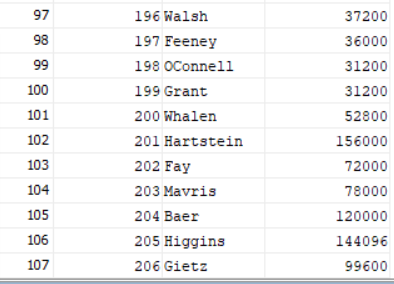 97 196 Walsh 37200
98 197 Feeney 36000
99 198 OConnell 31200
100 199 Grant 31200
101 200 Whalen 52800
102 201 Hartstein 156000
103 202 Fay 72000
104 203 Mavris 78000
105 204 Baer 120000
106 205 Higgins 144096
107 206 Gietz 99600